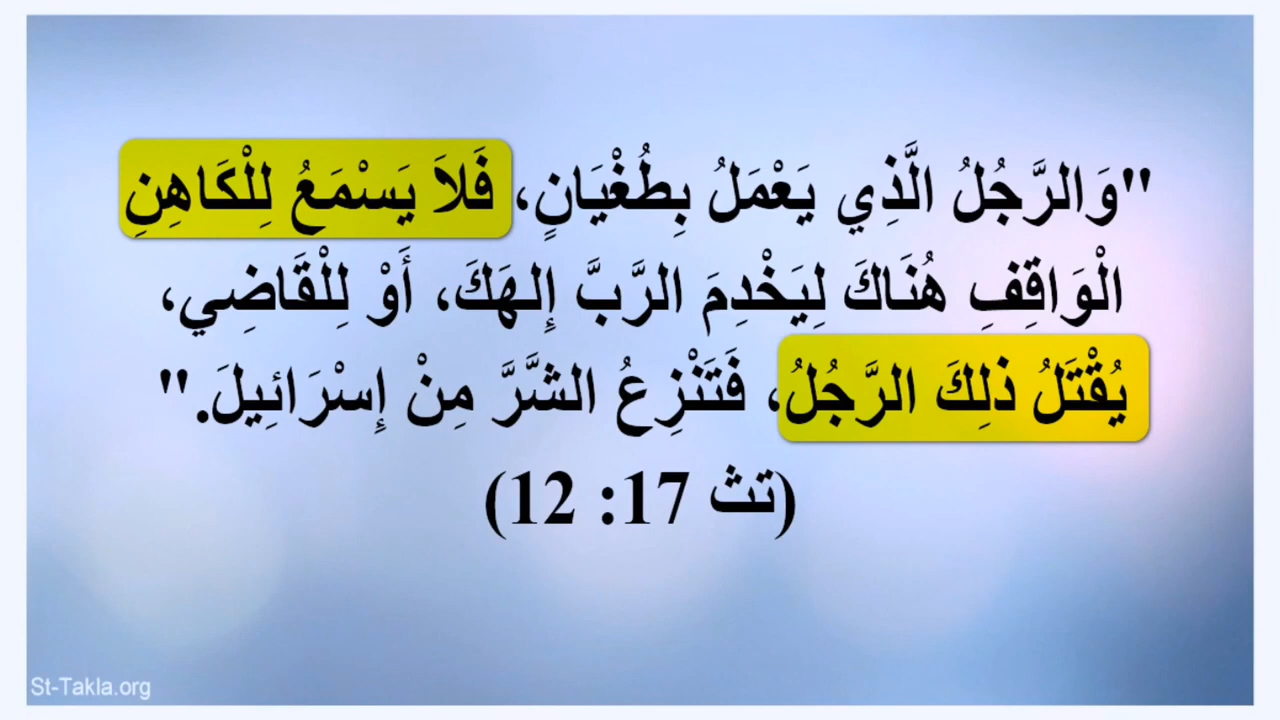 "وَالرَّجُلُ الَّذِي يَعْمَلُ بِطُغْيَانٍ، فَلاَ يَسْمَعُ لِلْكَاهِنِ
الْوَاقِفِ هُنَاكَ لِيَخْدِمَ الرَّبَّ إِلهَكَ، أَوْ لِلْقَاضِي،
يُقْتَلُ ذلِكَ الرَّجُلُ، فَتَنْزِعُ الشَّرَّ مِنْ إِسْرَائِيلَ."
(تث 17: 12)
St-Takla.org